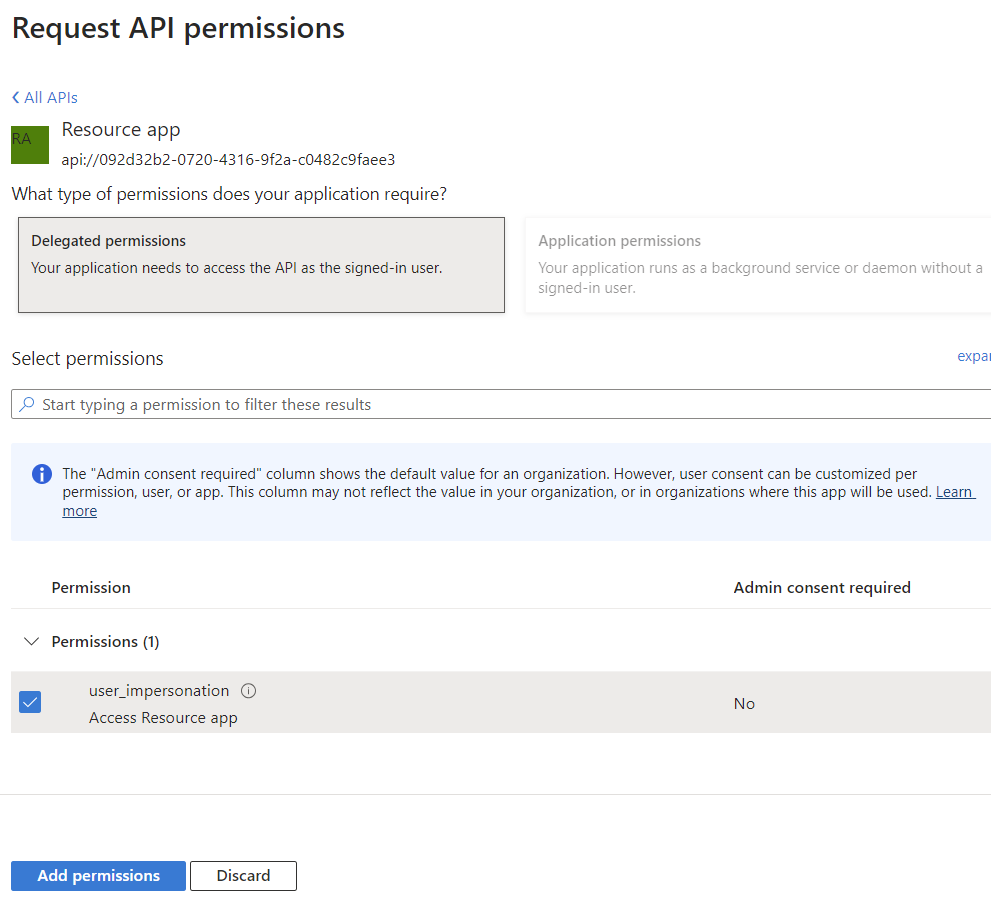 Request API permissions
All APIs
RA
Resource app
api://092d32b2-0720-4316-9f2a-c0482c9faee3
What type of permissions does your application require?
Delegated permissions
Your application needs to access the API as the signed-in user.
Application permissions
Your application runs as a background service or daemon without a
signed-in user.
Select permissions
expan
Start typing a permission to filter these results
The "Admin consent required" column shows the default value for an organization. However, user consent can be customized per
permission, user, or app. This column may not reflect the value in your organization, or in organizations where this app will be used. Learn
more
Permission
Admin consent required
Permissions (1)
user_impersonation
Access Resource app
No
Add permissions
Discard